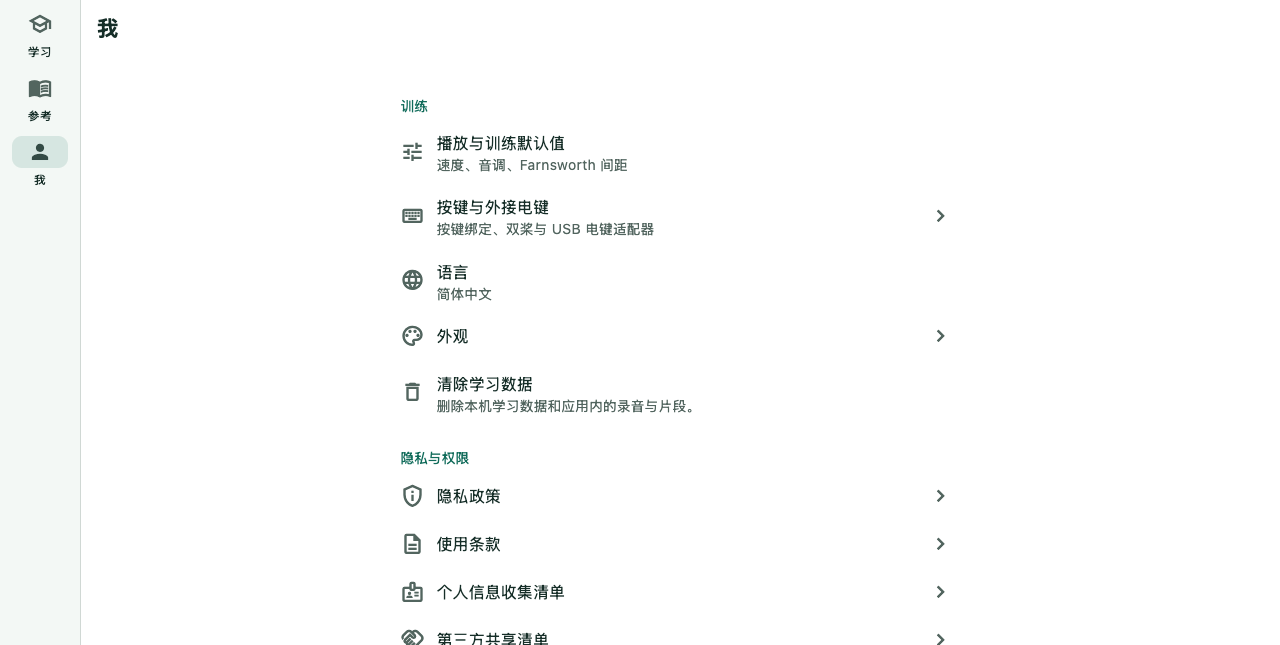 我
学习
参考
我
训练
播放与训练默认值
速度、音调、Farnsworth 间距
按键与外接电键
按键绑定、双桨与 USB 电键适配器
语言
简体中文
外观
清除学习数据
删除本机学习数据和应用内的录音与片段。
隐私与权限
隐私政策
使用条款
个人信息收集清单
第三方共享清单